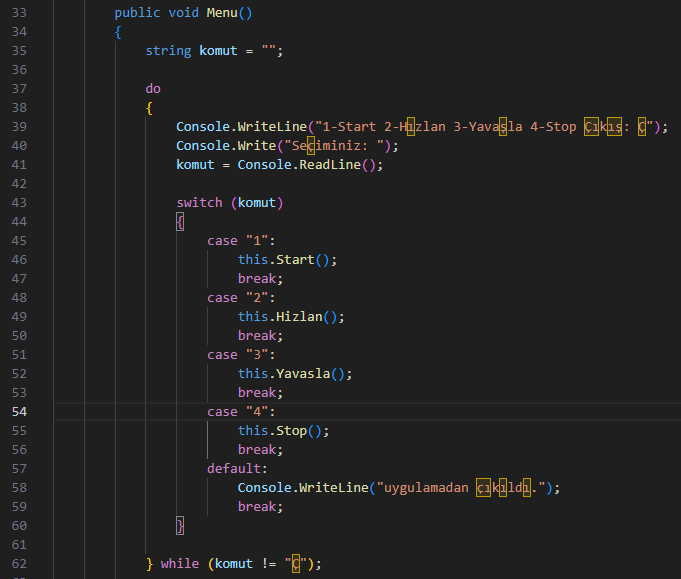 33 public void Menu()
34 {
35 string komut = "";
36
37 do
38 {
39 Console.WriteLine("1-Start 2-Hızlan 3-Yavaşla 4-Stop Çıkış: Ç");
40 Console.Write("Seçiminiz: ");
41 komut = Console.ReadLine();
42
43 switch (komut)
44 {
45 case "1":
46 this.Start();
47 break;
48 case "2":
49 this.Hizlan();
50 break;
51 case "3":
52 this.Yavasla();
53 break;
54 case "4":
55 this.Stop();
56 break;
57 default:
58 Console.WriteLine("uygulamadan çıkıldı.");
59 break;
60 }
61
62 } while (komut != "Ç");